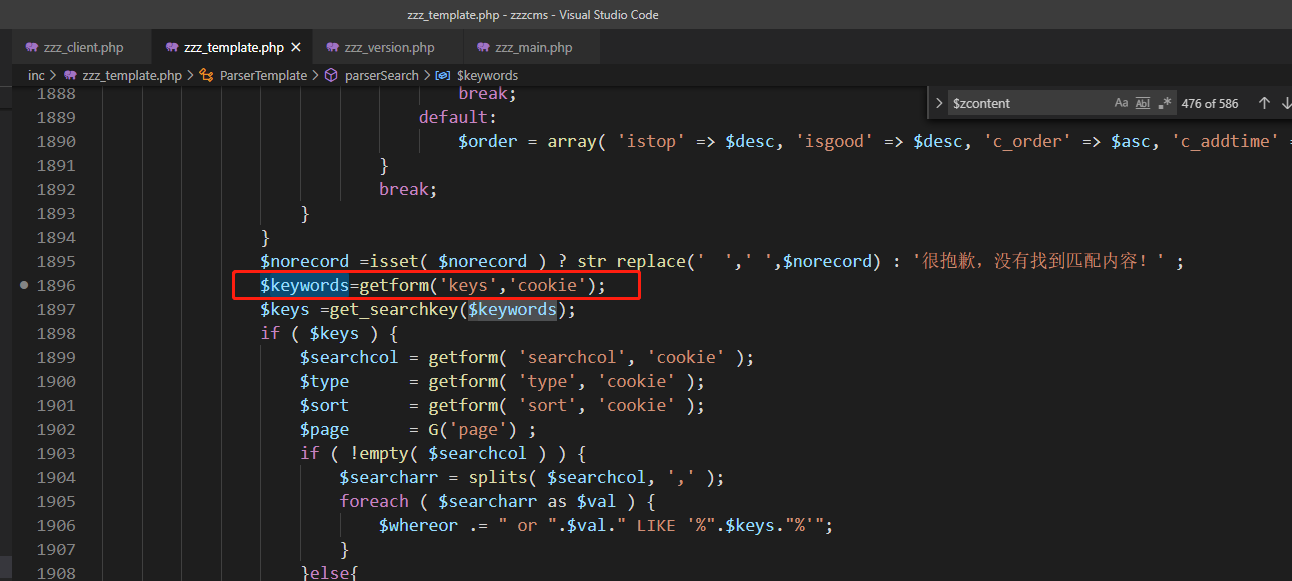 zzz_template.php - zzzcms - Visual Studio Code
zzz_client.php zzz_template.php × zzz_version.php zzz_main.php
inc > zzz_template.php > ParserTemplate > parserSearch > $keywords
$zcontent Aa Abl .* 476 of 586
1888 break;
1889 default:
1890 $order = array( 'istop' => $desc, 'isgood' => $desc, 'c_order' => $asc, 'c_addtime' =
1891 }
1892 break;
1893 }
1894 }
1895 $norecord =isset( $norecord ) ? str_replace('  ',' ',$norecord) : '很抱歉，没有找到匹配内容！' ;
1896 $keywords=getform('keys','cookie');
1897 $keys =get_searchkey($keywords);
1898 if ( $keys ) {
1899 $searchcol = getform( 'searchcol', 'cookie' );
1900 $type = getform( 'type', 'cookie' );
1901 $sort = getform( 'sort', 'cookie' );
1902 $page = G('page') ;
1903 if ( !empty( $searchcol ) ) {
1904 $searcharr = splits( $searchcol, ',' );
1905 foreach ( $searcharr as $val ) {
1906 $whereor .= " or ".$val." LIKE '%".$keys."%'";
1907 }
1908 }else{